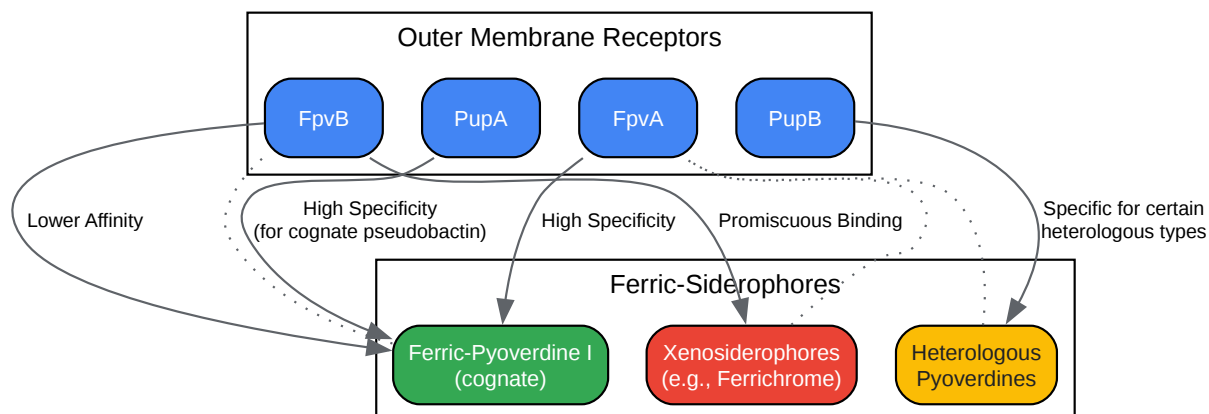 Outer Membrane Receptors
FpvB
PupA
FpvA
PupB
Lower Affinity
High Specificity
(for cognate pseudobactin)
High Specificity
Promiscuous Binding
Specific for certain
heterologous types
Ferric-Siderophores
Ferric-Pyoverdine I
(cognate)
Xenosiderophores
(e.g., Ferrichrome)
Heterologous
Pyoverdines